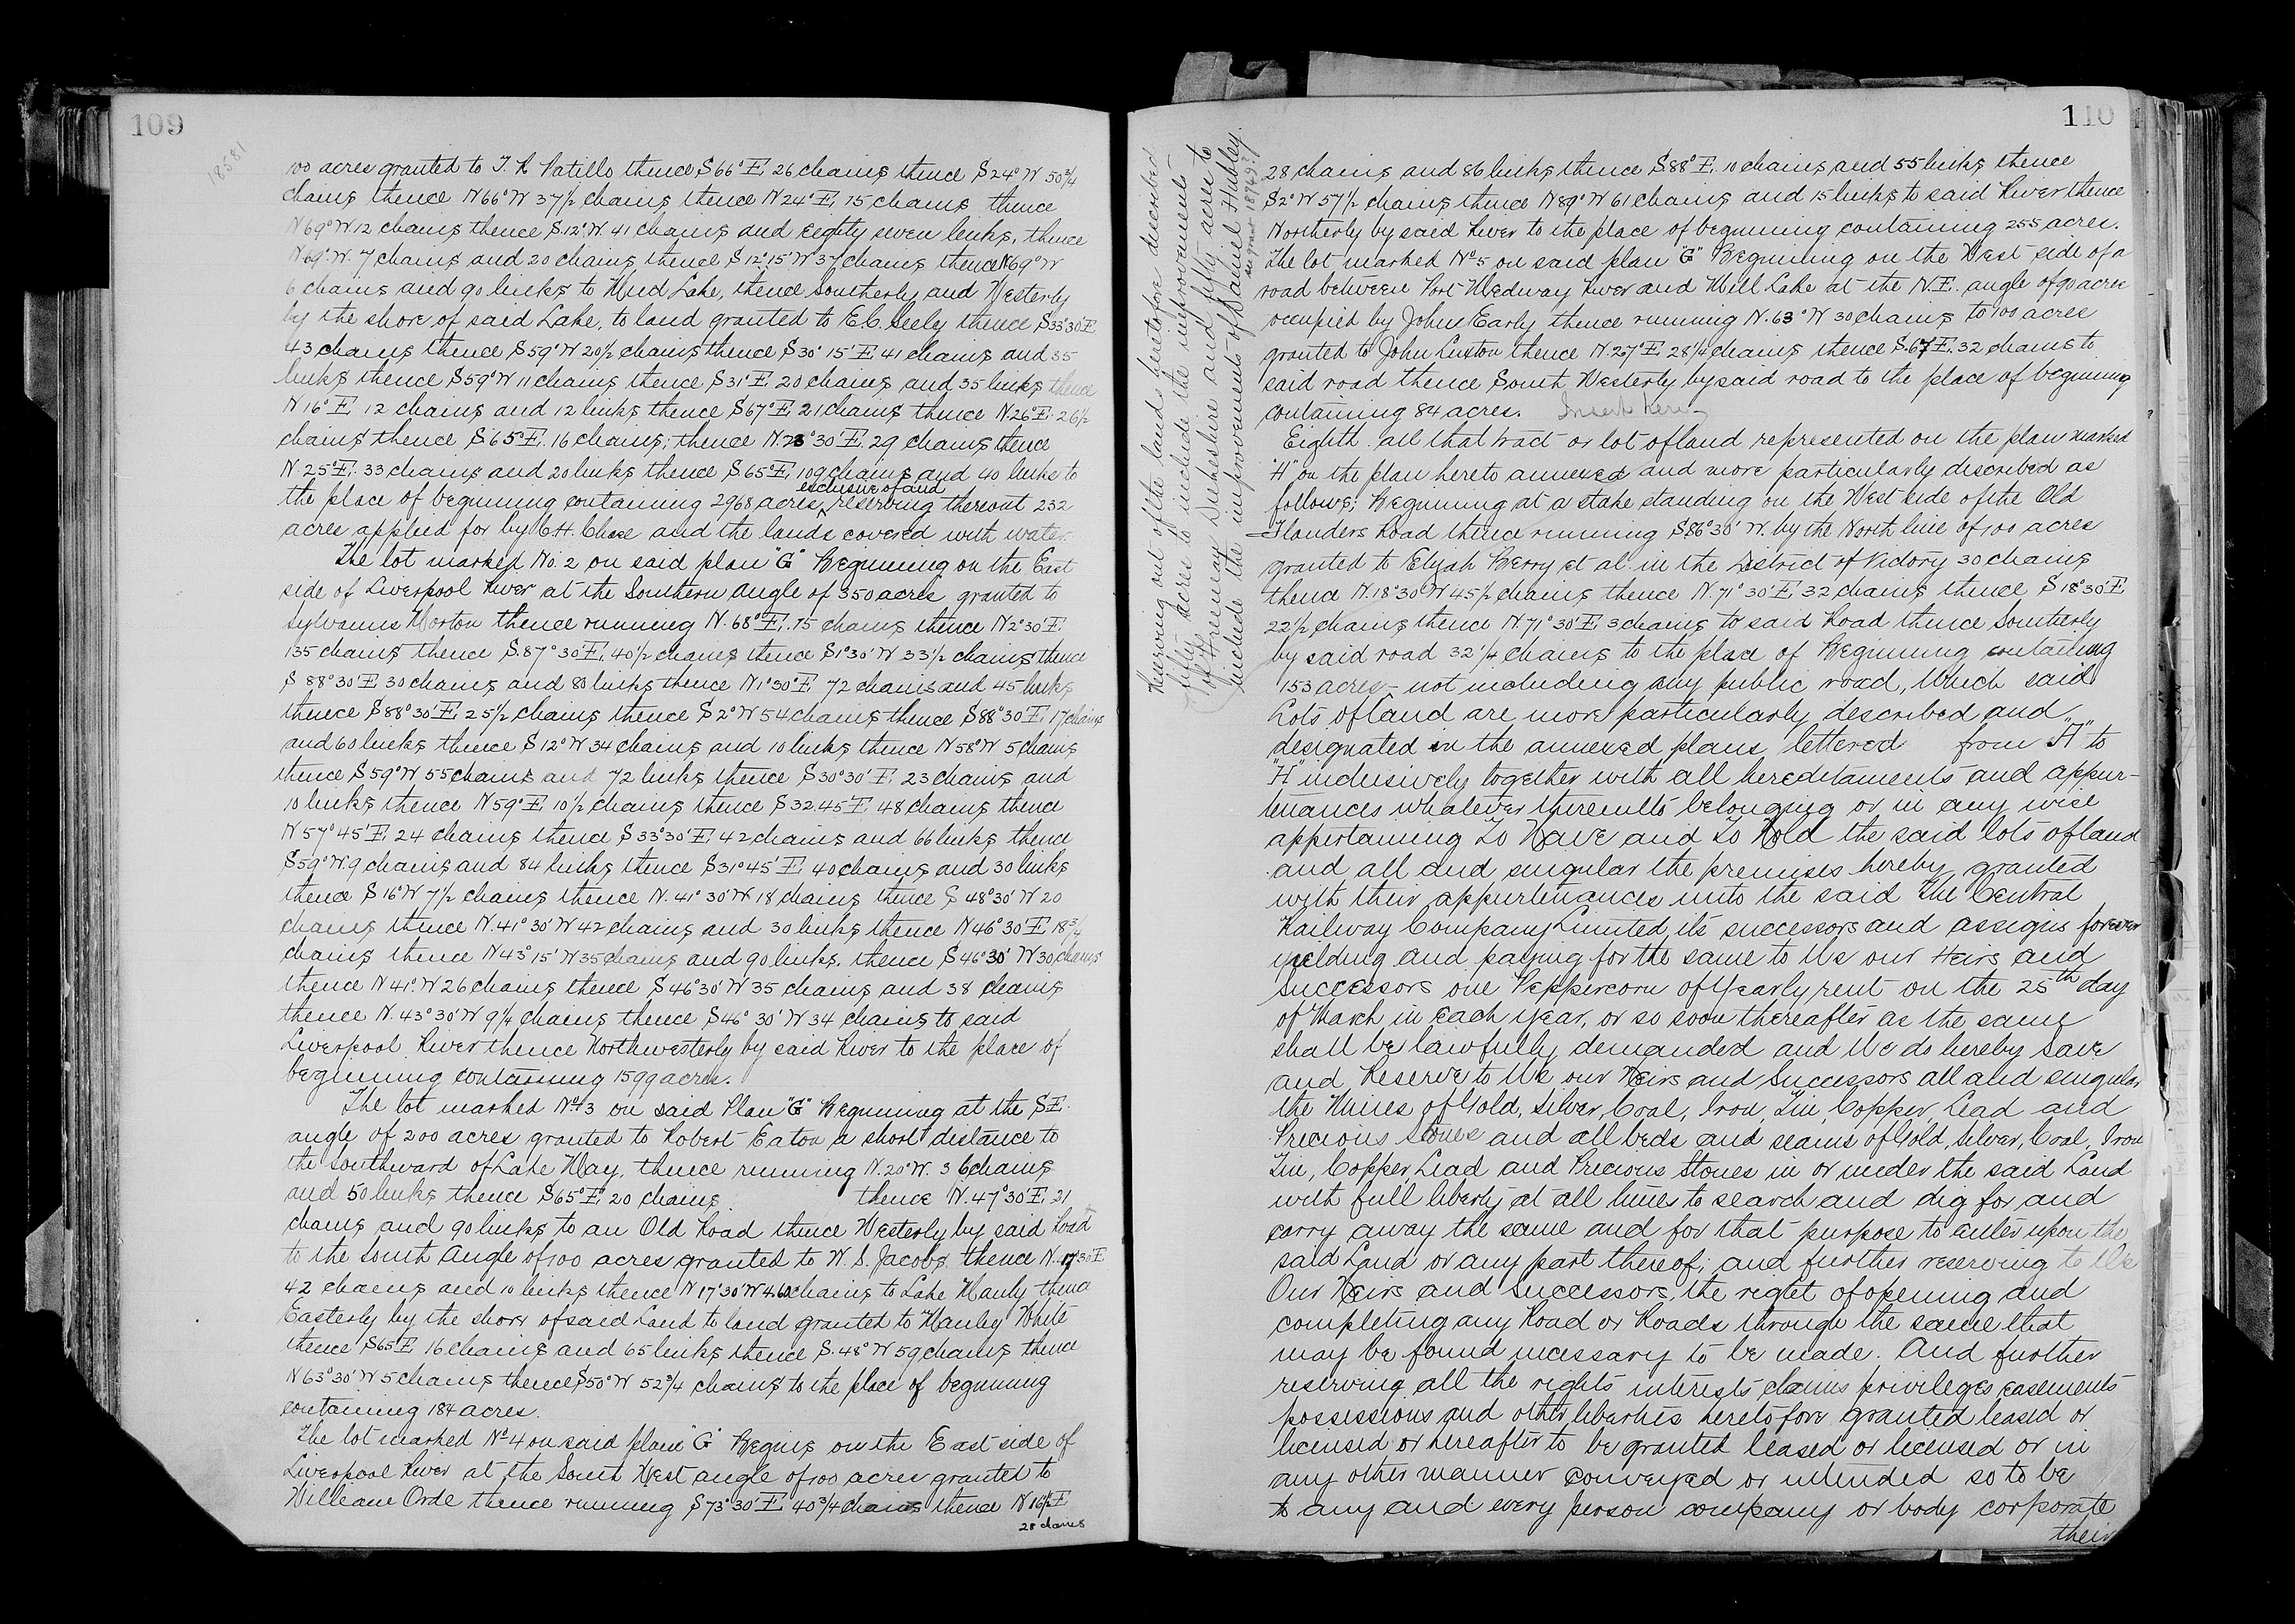 109
18581
100 acres granted to T. R Patillo thence S 66° E. 26 chains thence S 24° W 50 3/4
chains thence N 66° W 37 1/2 chains thence N 24° E. 15 chains thence
N 69° W 12 chains thence S. 12° W. 41 chains and eighty seven links, thence
N 69° W. 7 chains and 20 chains thence S 12° 15' W 37 chains thence N 69° W
6 chains and 90 links to Mud Lake, thence Southerly and Westerly
by the shore of said Lake, to land granted to E. C. Seely thence S 33° 30' E.
43 chains thence S 59° W 20 1/2 chains thence S 30° 15' E 41 chains and 35
links thence S 59° W 11 chains thence S 31° E 20 chains and 35 links thence
N 16° E 12 chains and 12 links thence S 67° E 21 chains thence N 26° E. 26 1/2
chains thence S 65° E. 16 chains; thence N. 23° 30' E. 29 chains thence
N. 25° E. 33 chains and 20 links thence S 65° E 109 chains and 40 links to
the place of beginning containing 2968 acres, exclusive of and reserving thereout 232
acres applied for by C. H. Chase and the lands covered with water.
The lot marked No. 2 on said plan "G" Beginning on the East
side of Liverpool River at the Southern angle of 350 acres granted to
Sylvanus Morton thence running N. 68° E. 15 chains thence N 2° 30' E.
135 chains thence S. 87° 30' E. 40 1/2 chains thence S 1° 30' W 33 1/2 chains thence
S 88° 30' E 30 chains and 80 links thence N 1° 30' E 72 chains and 45 links
thence S 88° 30' E 25 1/2 chains thence S 2° W 54 chains thence S 88° 30' E. 17 chains
and 60 links thence S 12° W 34 chains and 10 links thence N 58° W 5 chains
thence S 59° W 55 chains and 72 links thence S 30° 30' E 23 chains and
10 links thence N 59° E 10 1/2 chains thence S 32. 45' E 48 chains thence
N 57° 45' E 24 chains thence S 33° 30' E 42 chains and 66 links thence
S 59° W. 9 chains and 84 links thence S 31° 45' E 40 chains and 30 links
thence S 16° W 7 1/2 chains thence N. 41° 30' W 18 chains thence S 48° 30' W 20
chains thence N. 41° 30' W 42 chains and 30 links thence N 46° 30' E 18 3/4
chains thence N 43° 15' W 35 chains and 90 links. thence S 46° 30' W 30 chains
thence N 41° W 26 chains thence S 46° 30' W 35 chains and 38 chains
thence N. 43° 30' W 9 1/4 chains thence S 46° 30' W 34 chains to said
Liverpool River thence Northwesterly by said River to the place of
beginning containing 1599 acres.
The lot marked No. 3 on said Plan "G" Beginning at the S E.
angle of 200 acres granted to Robert Eaton a short distance to
the Southward of Lake May, thence running N. 20° W. 36 chains
and 50 links thence S 65° E 20 chains thence N. 47° 30' E. 21
chains and 90 links to an Old Road thence Westerly by said Road
to the South angle of 100 acres granted to W. S. Jacobs thence N. 17° 30' E
42 chains and 10 links thence N 17° 30' W 4.60 chains to Lake Manly thence
Easterly by the shore of said Land to land granted to Manley White
thence S 65° E 16 chains and 65 links thence S. 48° W 59 chains thence
N 63° 30' W 5 chains thence S 50° W 52 3/4 chains to the place of beginning
containing 184 acres.
The lot marked No. 4 on said plan "G" Begins on the East side of
Liverpool River at the South West angle of 100 acres granted to
William Orde thence running S 73° 30' E. 40 3/4 chains thence N 16 1/2° E
28 chains
110
Reserving out of the lands heretofore described
fifty acres to include the improvements
of Freeman Dukeshire and fifty acres to
include the improvements of Daniel Hubley.
see grant 18749
28 chains and 86 links thence S 88° E. 10 chains and 55 links thence
S 2° W 57 1/2 chains thence N 89° W 61 chains and 15 links to said River thence
Northerly by said River to the place of beginning containing 255 acres.
The lot marked No. 5 on said plan "G" Beginning on the West side of a
road between Port Medway River and Mill Lake at the N. E. angle of 90 acres
occupied by John Early thence running N. 63° W 30 chains to 100 acres
granted to John Luxton thence N. 27° E 28 1/4 chains thence S. 67° E. 32 chains to
said road thence South Westerly by said road to the place of beginning
containing 84 acres. Insert here
Eighth all that tract or lot of land represented on the plan marked
"H" on the plan hereto annexed and more particularly described as
follows; Beginning at a stake standing on the West side of the Old
Flanders Road thence running S 86° 30' W. by the North line of 100 acres
granted to Elijah Berry et al. in the District of Victory 30 chains
thence N. 18° 30' W 45 1/2 chains thence N. 71° 30' E 32 chains thence S 18° 30' E
22 1/2 chains thence N. 71° 30' E. 3 chains to said Road thence Southerly
by said road 32 1/4 chains to the place of Beginning containing
153 acres - not including any public road, which said
Lots of land are more particularly described and
designated in the annexed plans lettered from "A" to
"H" inclusively together with all hereditaments and appur-
tenances whatever thereunto belonging or in any wise
appertaining To Have and To Hold the said lots of land
and all and singular the premises hereby granted
with their appurtenances unto the said The Central
Railway Company Limited its successors and assigns forever
yielding and paying for the same to Us our Heirs and
successors one Peppercorn of Yearly rent on the 25th day
of March in each year, or so soon thereafter as the same
shall be lawfully demanded and We do hereby save
and Reserve to Us our Heirs and Successors all and singular
the Mines of Gold, Silver, Coal, Iron, Tin, Copper, Lead and
Precious Stones and all beds and seams of Gold, Silver, Coal, Iron
Tin, Copper, Lead and Precious Stones in or under the said Land
with full liberty at all times to search and dig for and
carry away the same and for that purpose to enter upon the
said Land or any part thereof; and further reserving to Us
Our Heirs and Successors, the right of opening and
completing any Road or Roads through the same that
may be found necessary to be made. And further
reserving all the rights interests claims privileges easements
possessions and other liberties heretofore granted leased or
licensed or hereafter to be granted leased or licensed or in
any other manner conveyed or intended so to be
to any and every person company or body corporate
their